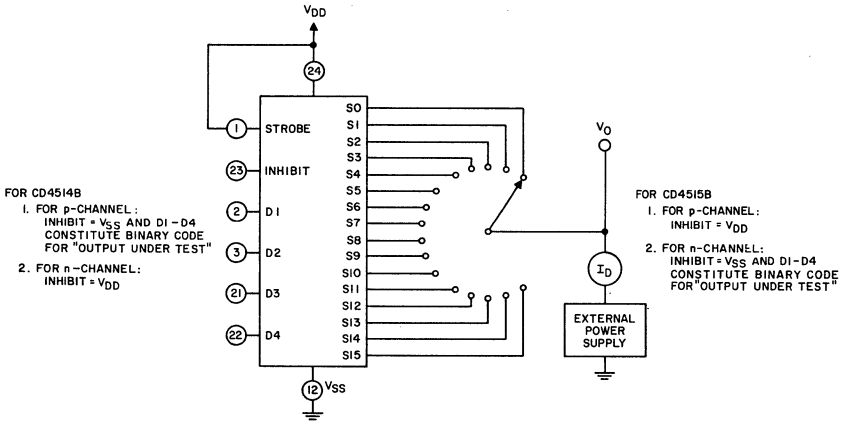 VDD
24
1 STROBE
23 INHIBIT
2 D1
3 D2
21 D3
22 D4
S0
S1
S2
S3
S4
S5
S6
S7
S8
S9
S10
S11
S12
S13
S14
S15
12 VSS
FOR CD4514B
1. FOR p-CHANNEL:
INHIBIT = VSS AND D1-D4
CONSTITUTE BINARY CODE
FOR "OUTPUT UNDER TEST"
2. FOR n-CHANNEL:
INHIBIT = VDD
VO
ID
EXTERNAL
POWER
SUPPLY
FOR CD4515B
1. FOR p-CHANNEL:
INHIBIT = VDD
2. FOR n-CHANNEL:
INHIBIT = VSS AND D1-D4
CONSTITUTE BINARY CODE
FOR "OUTPUT UNDER TEST"